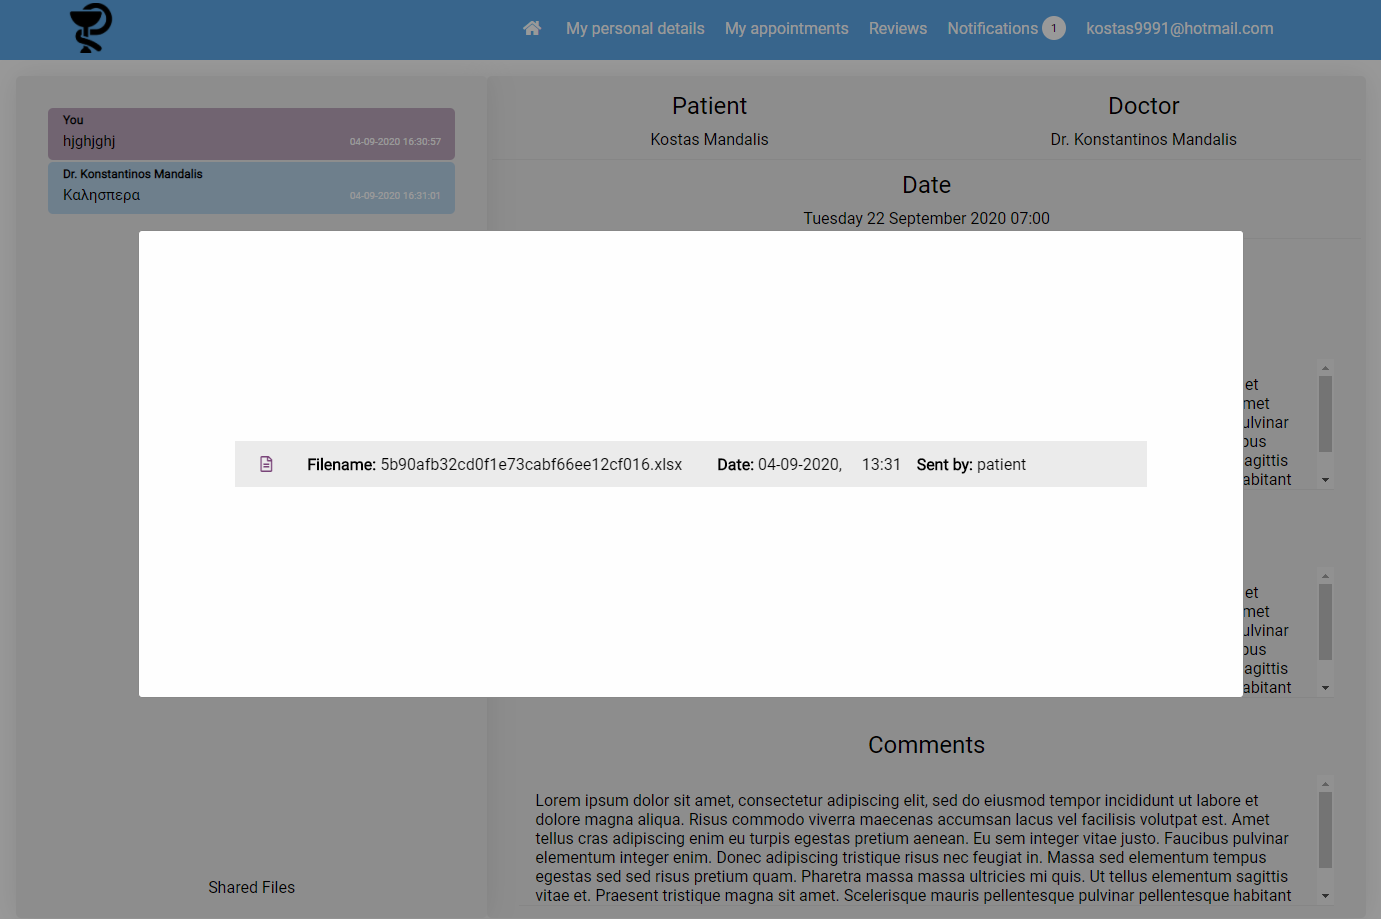 My personal details My appointments Reviews Notifications 1 kostas9991@hotmail.com
You
hjghjghj 04-09-2020 16:30:57
Dr. Konstantinos Mandalis
Καλησπερα 04-09-2020 16:31:01
Shared Files
Patient
Kostas Mandalis
Doctor
Dr. Konstantinos Mandalis
Date
Tuesday 22 September 2020 07:00
Filename: 5b90afb32cd0f1e73cabf66ee12cf016.xlsx Date: 04-09-2020, 13:31 Sent by: patient
et
met
ulvinar
agittis
abitant
et
met
ulvinar
agittis
abitant
Comments
Lorem ipsum dolor sit amet, consectetur adipiscing elit, sed do eiusmod tempor incididunt ut labore et
dolore magna aliqua. Risus commodo viverra maecenas accumsan lacus vel facilisis volutpat est. Amet
tellus cras adipiscing enim eu turpis egestas pretium aenean. Eu sem integer vitae justo. Faucibus pulvinar
elementum integer enim. Donec adipiscing tristique risus nec feugiat in. Massa sed elementum tempus
egestas sed sed risus pretium quam. Pharetra massa massa ultricies mi quis. Ut tellus elementum sagittis
vitae et. Praesent tristique magna sit amet. Scelerisque mauris pellentesque pulvinar pellentesque habitant